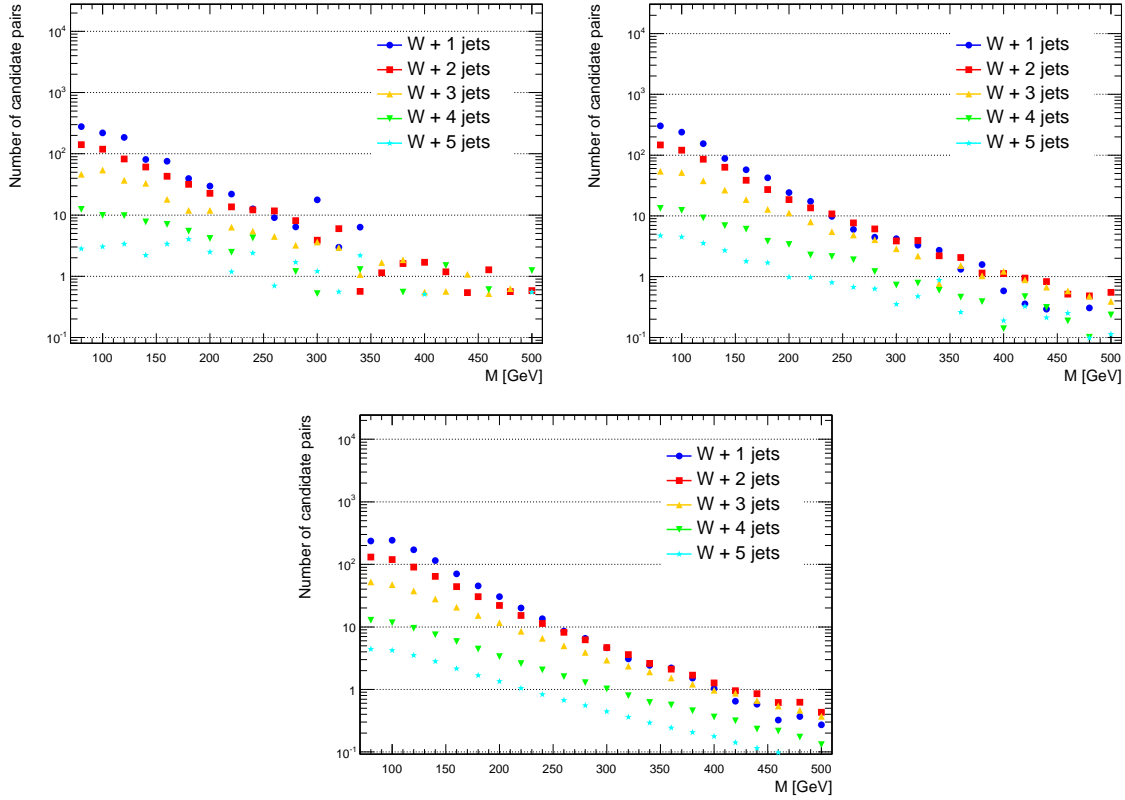 Number of candidate pairs
10^4
10^3
10^2
10
1
10^-1
W + 1 jets
W + 2 jets
W + 3 jets
W + 4 jets
W + 5 jets
100 150 200 250 300 350 400 450 500
M [GeV]
Number of candidate pairs
10^4
10^3
10^2
10
1
10^-1
W + 1 jets
W + 2 jets
W + 3 jets
W + 4 jets
W + 5 jets
100 150 200 250 300 350 400 450 500
M [GeV]
Number of candidate pairs
10^4
10^3
10^2
10
1
10^-1
W + 1 jets
W + 2 jets
W + 3 jets
W + 4 jets
W + 5 jets
100 150 200 250 300 350 400 450 500
M [GeV]